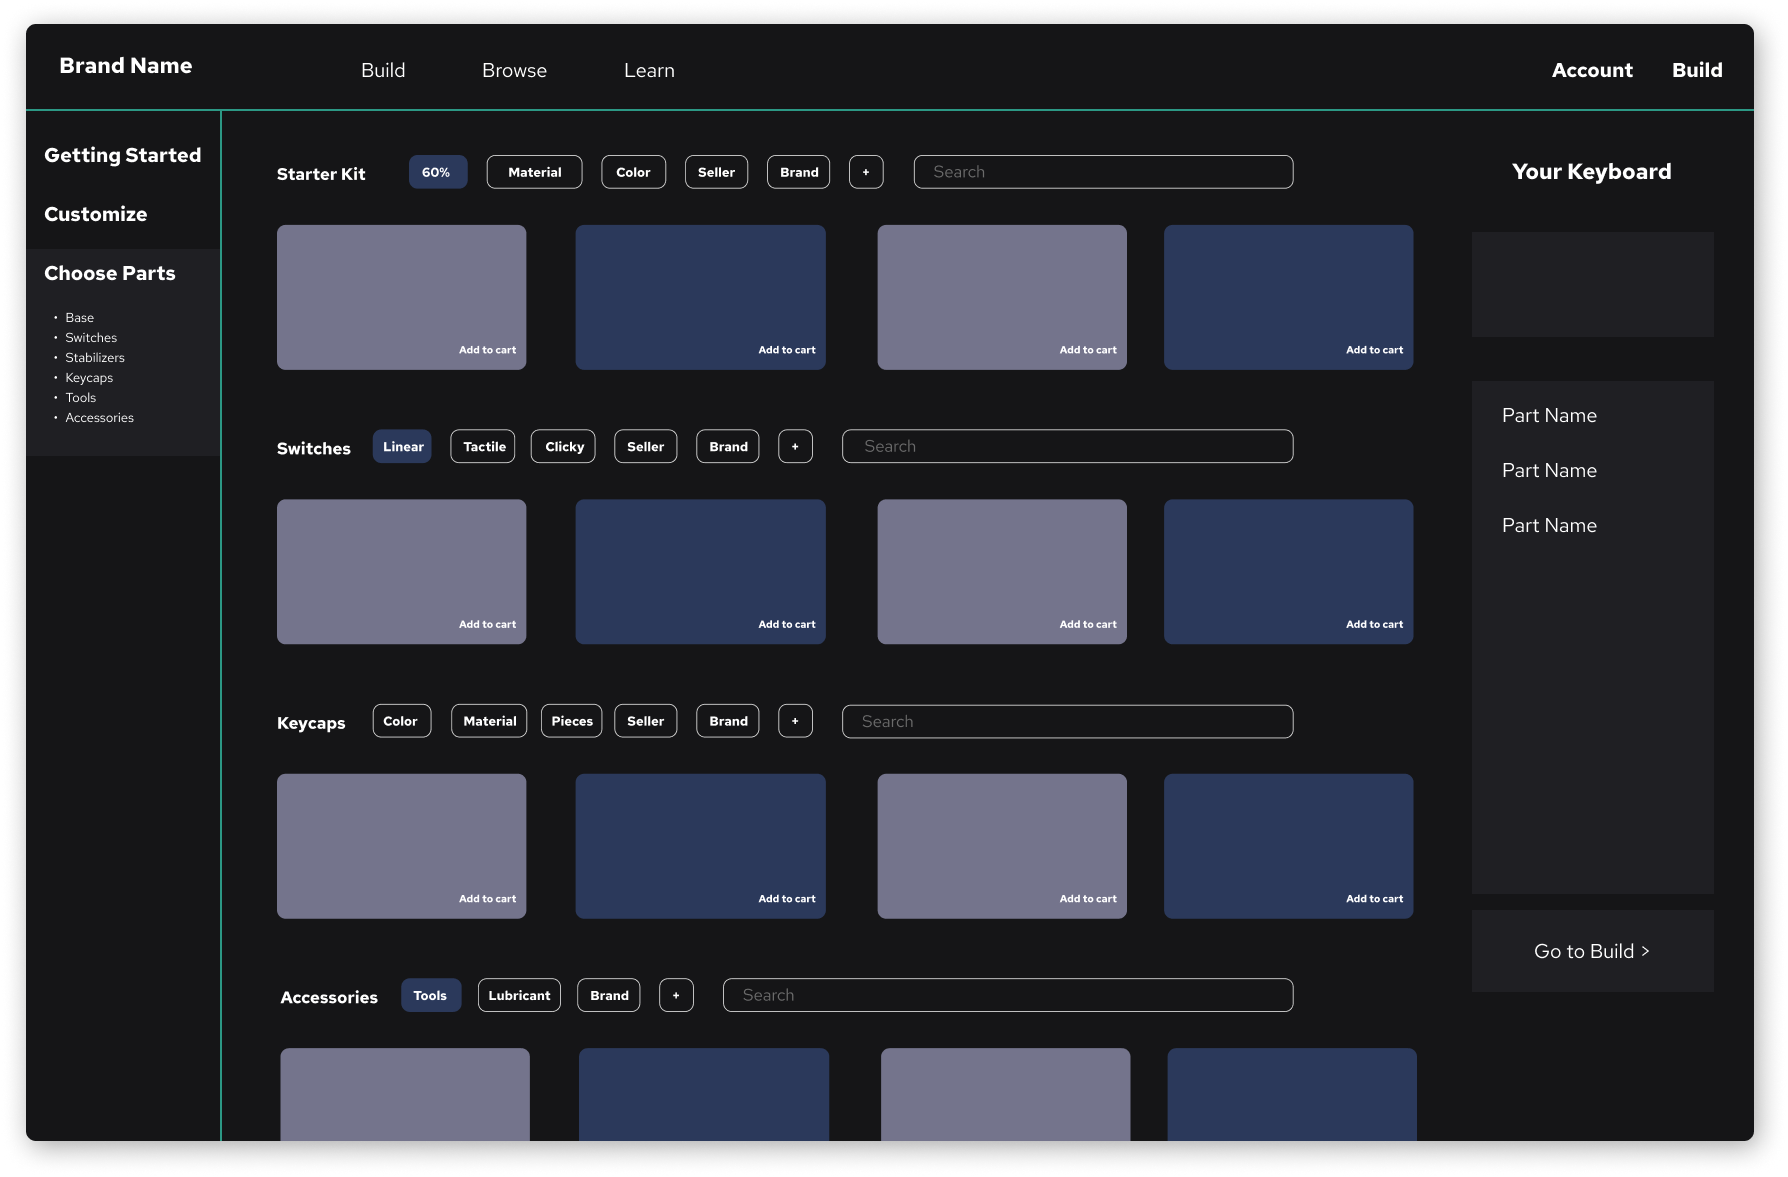 Brand Name
Build
Browse
Learn
Account
Build
Getting Started
Customize
Choose Parts
• Base
• Switches
• Stabilizers
• Keycaps
• Tools
• Accessories
Starter Kit
60%
Material
Color
Seller
Brand
+
Search
Add to cart
Add to cart
Add to cart
Add to cart
Switches
Linear
Tactile
Clicky
Seller
Brand
+
Search
Add to cart
Add to cart
Add to cart
Add to cart
Keycaps
Color
Material
Pieces
Seller
Brand
+
Search
Add to cart
Add to cart
Add to cart
Add to cart
Accessories
Tools
Lubricant
Brand
+
Search
Your Keyboard
Part Name
Part Name
Part Name
Go to Build >